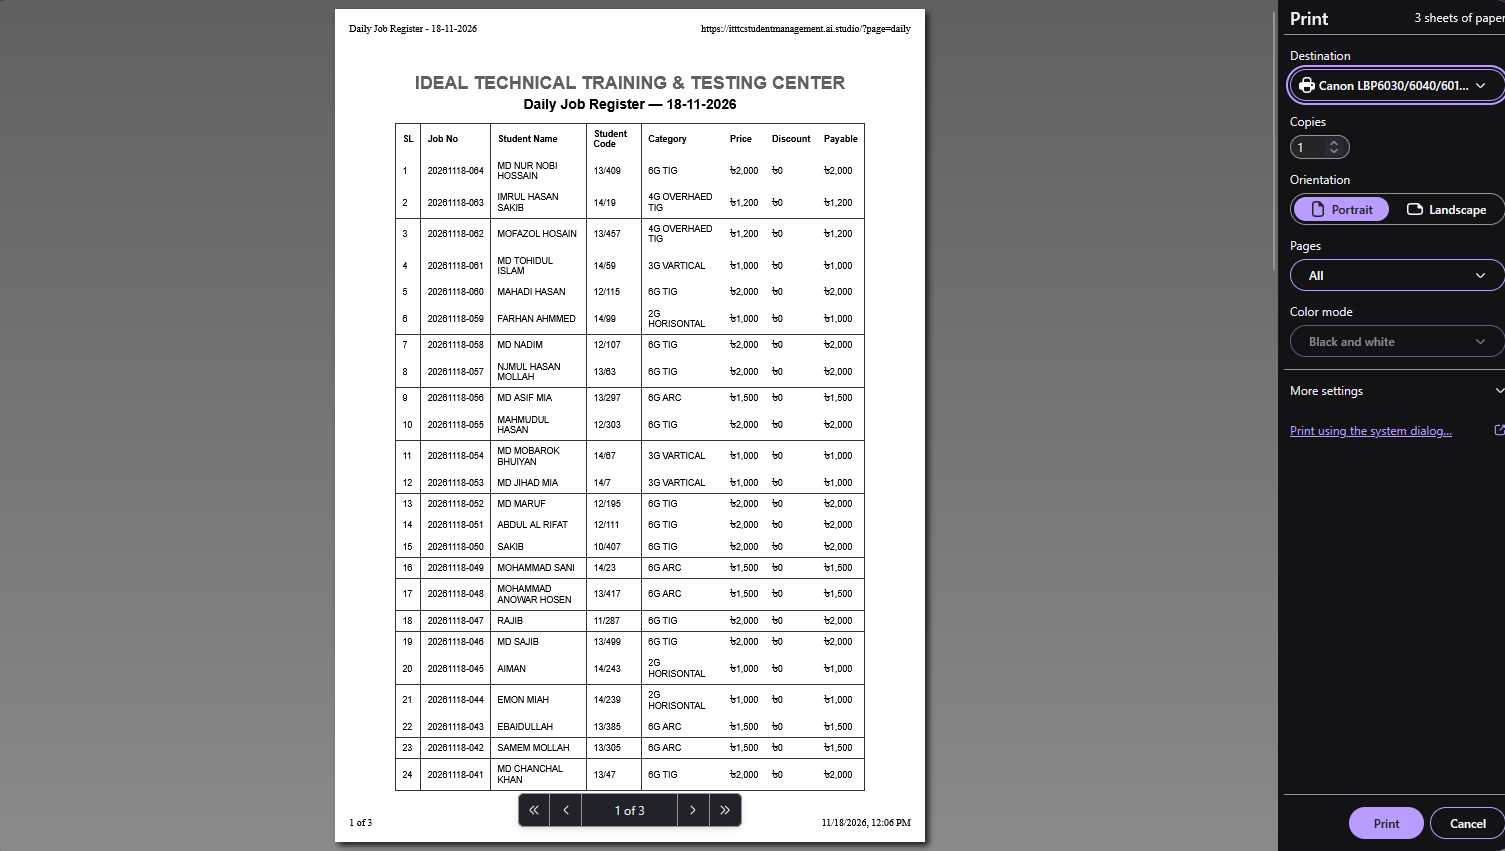 Daily Job Register - 18-11-2026 https://itttcstudentmanagement.ai.studio/?page=daily
IDEAL TECHNICAL TRAINING & TESTING CENTER
Daily Job Register — 18-11-2026
SL Job No Student Name Student Code Category Price Discount Payable
1 20261118-064 MD NUR NOBI HOSSAIN 13/409 6G TIG ৳2,000 ৳0 ৳2,000
2 20261118-063 IMRUL HASAN SAKIB 14/19 4G OVERHAED TIG ৳1,200 ৳0 ৳1,200
3 20261118-062 MOFAZOL HOSAIN 13/457 4G OVERHAED TIG ৳1,200 ৳0 ৳1,200
4 20261118-061 MD TOHIDUL ISLAM 14/59 3G VARTICAL ৳1,000 ৳0 ৳1,000
5 20261118-060 MAHADI HASAN 12/115 6G TIG ৳2,000 ৳0 ৳2,000
6 20261118-059 FARHAN AHMMED 14/99 2G HORISONTAL ৳1,000 ৳0 ৳1,000
7 20261118-058 MD NADIM 12/107 6G TIG ৳2,000 ৳0 ৳2,000
8 20261118-057 NJMUL HASAN MOLLAH 13/63 6G TIG ৳2,000 ৳0 ৳2,000
9 20261118-056 MD ASIF MIA 13/297 6G ARC ৳1,500 ৳0 ৳1,500
10 20261118-055 MAHMUDUL HASAN 12/303 6G TIG ৳2,000 ৳0 ৳2,000
11 20261118-054 MD MOBAROK BHUIYAN 14/67 3G VARTICAL ৳1,000 ৳0 ৳1,000
12 20261118-053 MD JIHAD MIA 14/7 3G VARTICAL ৳1,000 ৳0 ৳1,000
13 20261118-052 MD MARUF 12/195 6G TIG ৳2,000 ৳0 ৳2,000
14 20261118-051 ABDUL AL RIFAT 12/111 6G TIG ৳2,000 ৳0 ৳2,000
15 20261118-050 SAKIB 10/407 6G TIG ৳2,000 ৳0 ৳2,000
16 20261118-049 MOHAMMAD SANI 14/23 6G ARC ৳1,500 ৳0 ৳1,500
17 20261118-048 MOHAMMAD ANOWAR HOSEN 13/417 6G ARC ৳1,500 ৳0 ৳1,500
18 20261118-047 RAJIB 11/287 6G TIG ৳2,000 ৳0 ৳2,000
19 20261118-046 MD SAJIB 13/499 6G TIG ৳2,000 ৳0 ৳2,000
20 20261118-045 AIMAN 14/243 2G HORISONTAL ৳1,000 ৳0 ৳1,000
21 20261118-044 EMON MIAH 14/239 2G HORISONTAL ৳1,000 ৳0 ৳1,000
22 20261118-043 EBAIDULLAH 13/385 6G ARC ৳1,500 ৳0 ৳1,500
23 20261118-042 SAMEM MOLLAH 13/305 6G ARC ৳1,500 ৳0 ৳1,500
24 20261118-041 MD CHANCHAL KHAN 13/47 6G TIG ৳2,000 ৳0 ৳2,000
1 of 3
1 of 3 11/18/2026, 12:06 PM
Print 3 sheets of paper
Destination
Canon LBP6030/6040/601...
Copies
1
Orientation
Portrait Landscape
Pages
All
Color mode
Black and white
More settings
Print using the system dialog...
Print Cancel